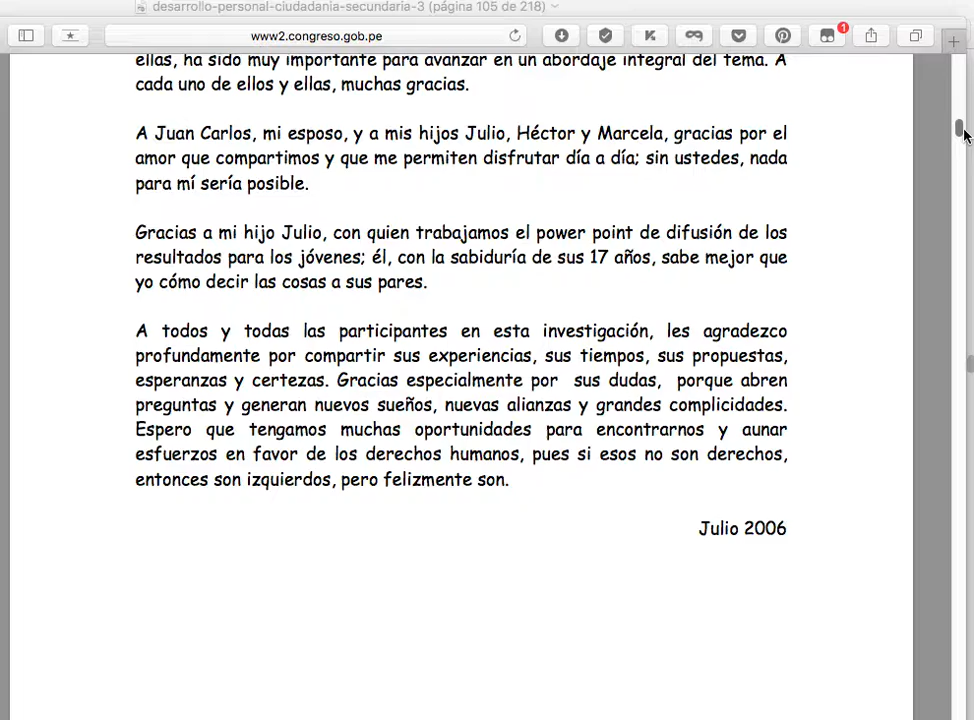 desarrollo-personal-ciudadania-secundaria-3 (página 105 de 218)
www2.congreso.gob.pe
1
ellas, ha sido muy importante para avanzar en un abordaje integral del tema. A
cada uno de ellos y ellas, muchas gracias.
A Juan Carlos, mi esposo, y a mis hijos Julio, Héctor y Marcela, gracias por el
amor que compartimos y que me permiten disfrutar día a día; sin ustedes, nada
para mí sería posible.
Gracias a mi hijo Julio, con quien trabajamos el power point de difusión de los
resultados para los jóvenes; él, con la sabiduría de sus 17 años, sabe mejor que
yo cómo decir las cosas a sus pares.
A todos y todas las participantes en esta investigación, les agradezco
profundamente por compartir sus experiencias, sus tiempos, sus propuestas,
esperanzas y certezas. Gracias especialmente por sus dudas, porque abren
preguntas y generan nuevos sueños, nuevas alianzas y grandes complicidades.
Espero que tengamos muchas oportunidades para encontrarnos y aunar
esfuerzos en favor de los derechos humanos, pues si esos no son derechos,
entonces son izquierdos, pero felizmente son.
Julio 2006